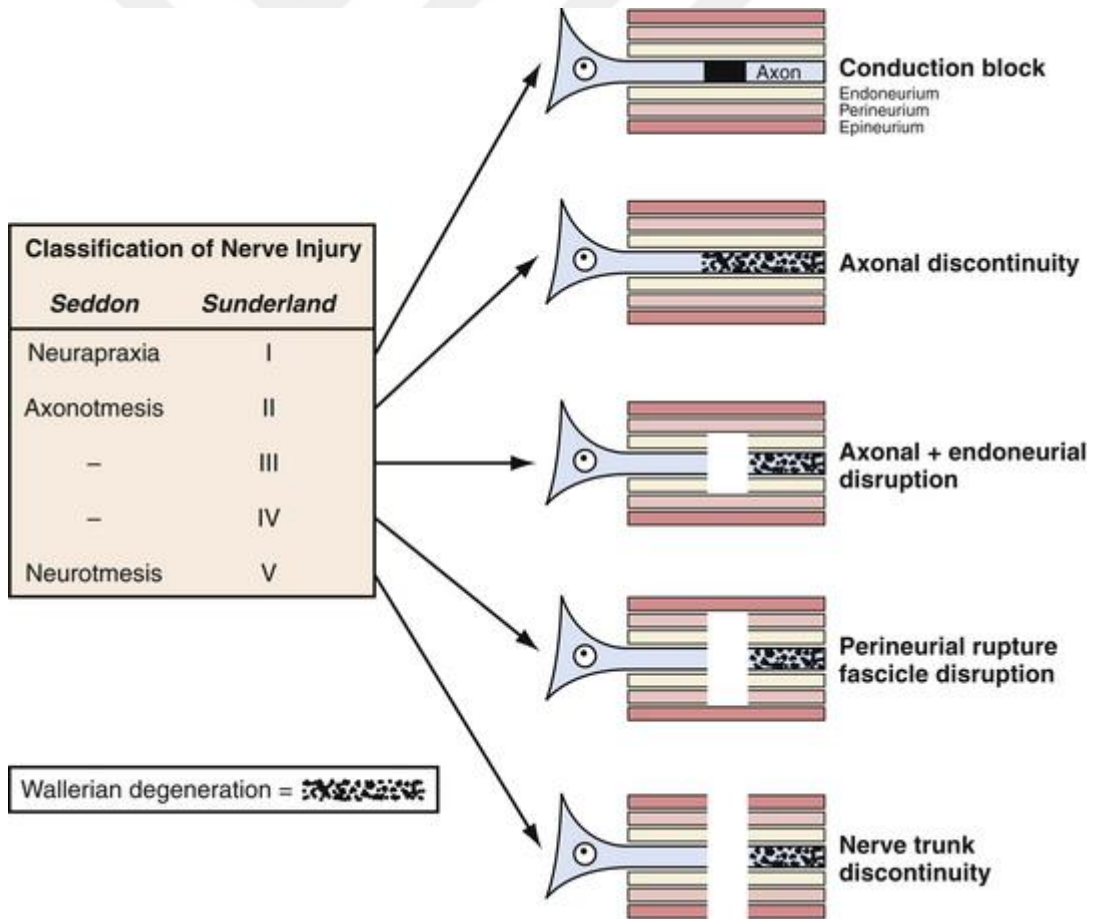 Axon
Conduction block
Endoneurium
Perineurium
Epineurium
Classification of Nerve Injury
Seddon Sunderland
Neurapraxia I
Axonotmesis II
– III
– IV
Neurotmesis V
Axonal discontinuity
Axonal + endoneurial
disruption
Perineurial rupture
fascicle disruption
Wallerian degeneration =
Nerve trunk
discontinuity